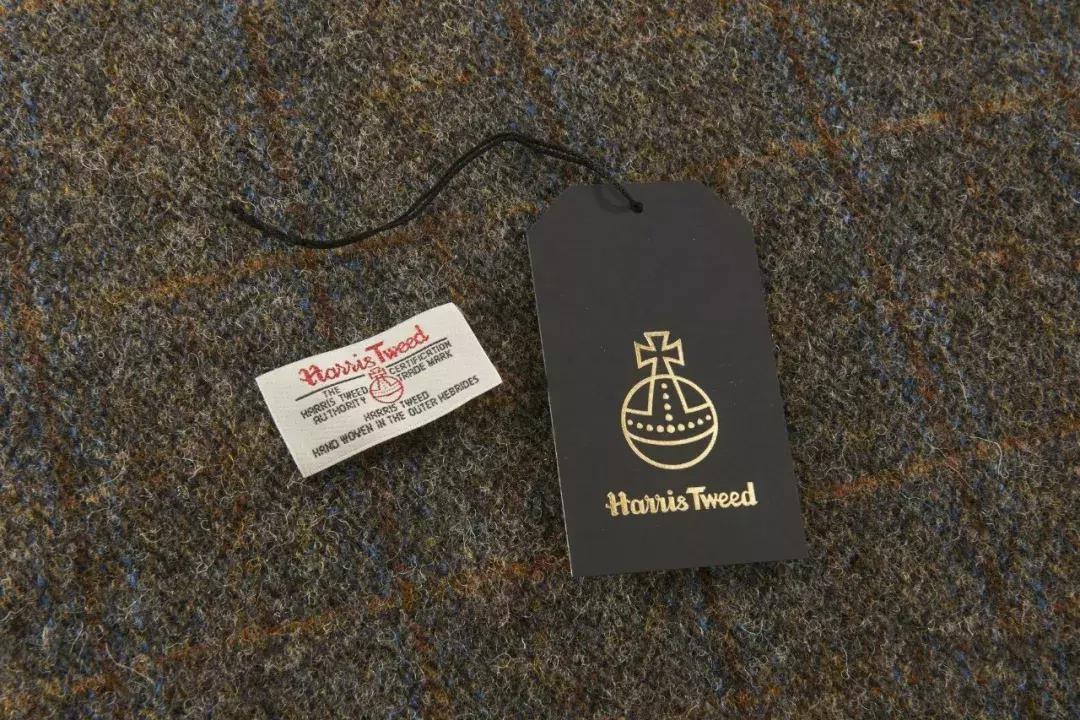 Harris Tweed
THE
HARRIS TWEED
AUTHORITY
CERTIFICATION
TRADE MARK
HARRIS TWEED
HAND WOVEN IN THE OUTER HEBRIDES
Harris Tweed